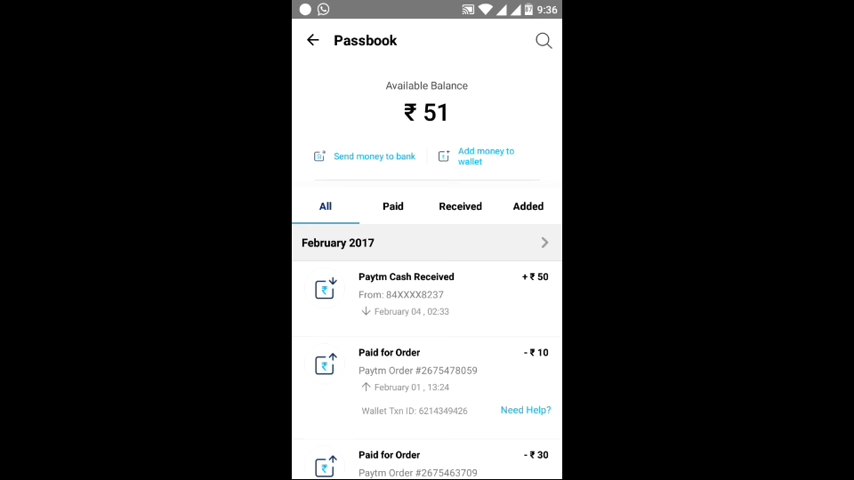 9:36
Passbook
Available Balance
₹ 51
Send money to bank
Add money to
wallet
All Paid Received Added
February 2017
Paytm Cash Received + ₹ 50
From: 84XXXX8237
February 04 , 02:33
Paid for Order - ₹ 10
Paytm Order #2675478059
February 01 , 13:24
Wallet Txn ID: 6214349426 Need Help?
Paid for Order - ₹ 30
Paytm Order #2675463709